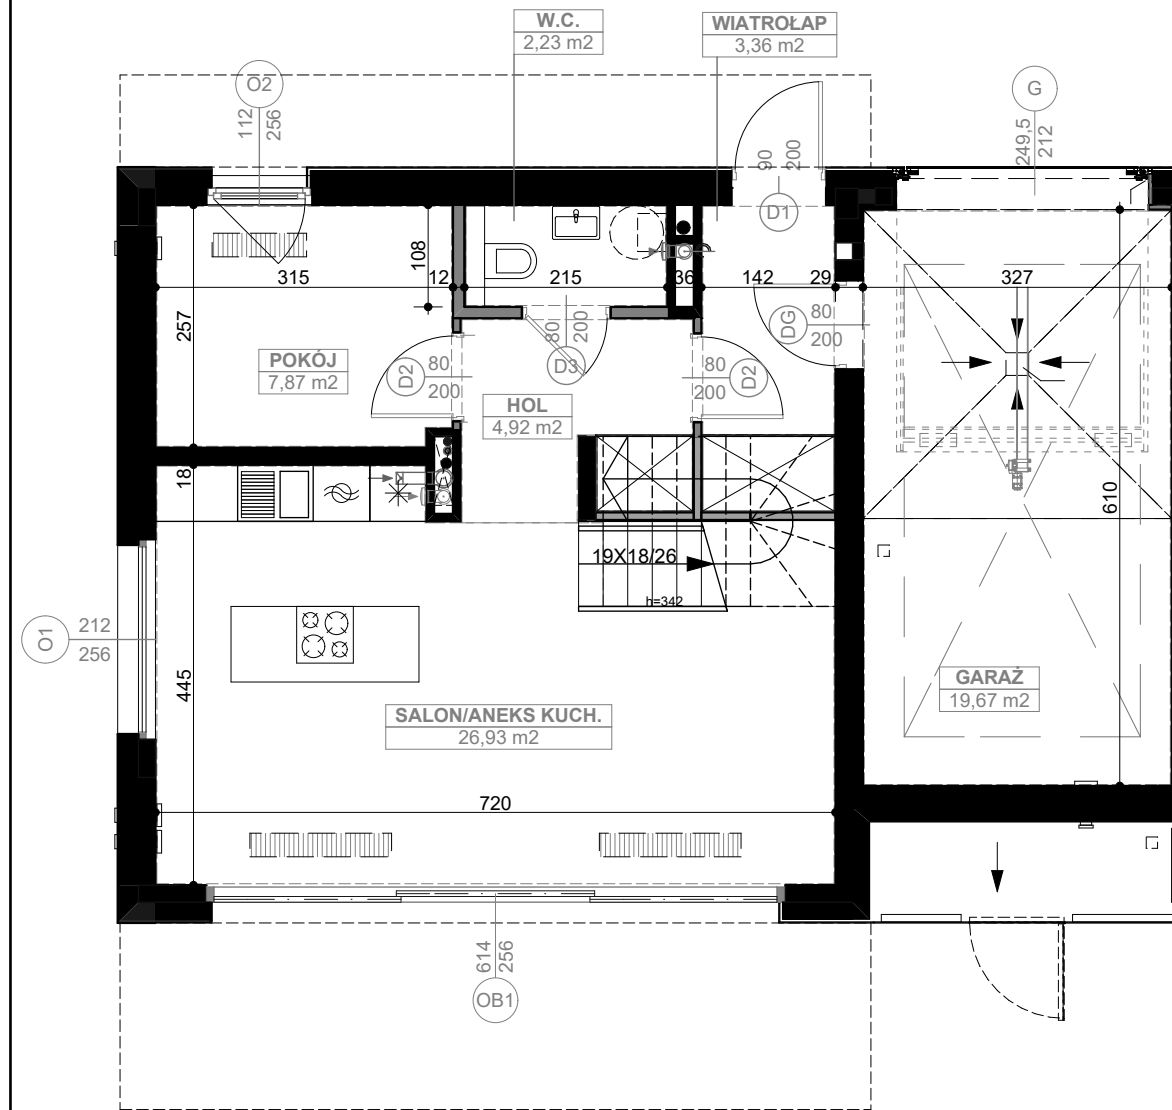 W.C.
2,23 m2
WIATROŁAP
3,36 m2
O2
112
256
G
249,5
212
90
200
D1
108
315
12
215
36
142
29
327
257
80
200
D3
DG
80
200
POKÓJ
7,87 m2
D2
80
200
80
200
D2
HOL
4,92 m2
18
610
19X18/26
h=342
O1
212
256
445
GARAŻ
19,67 m2
SALON/ANEKS KUCH.
26,93 m2
720
614
256
OB1